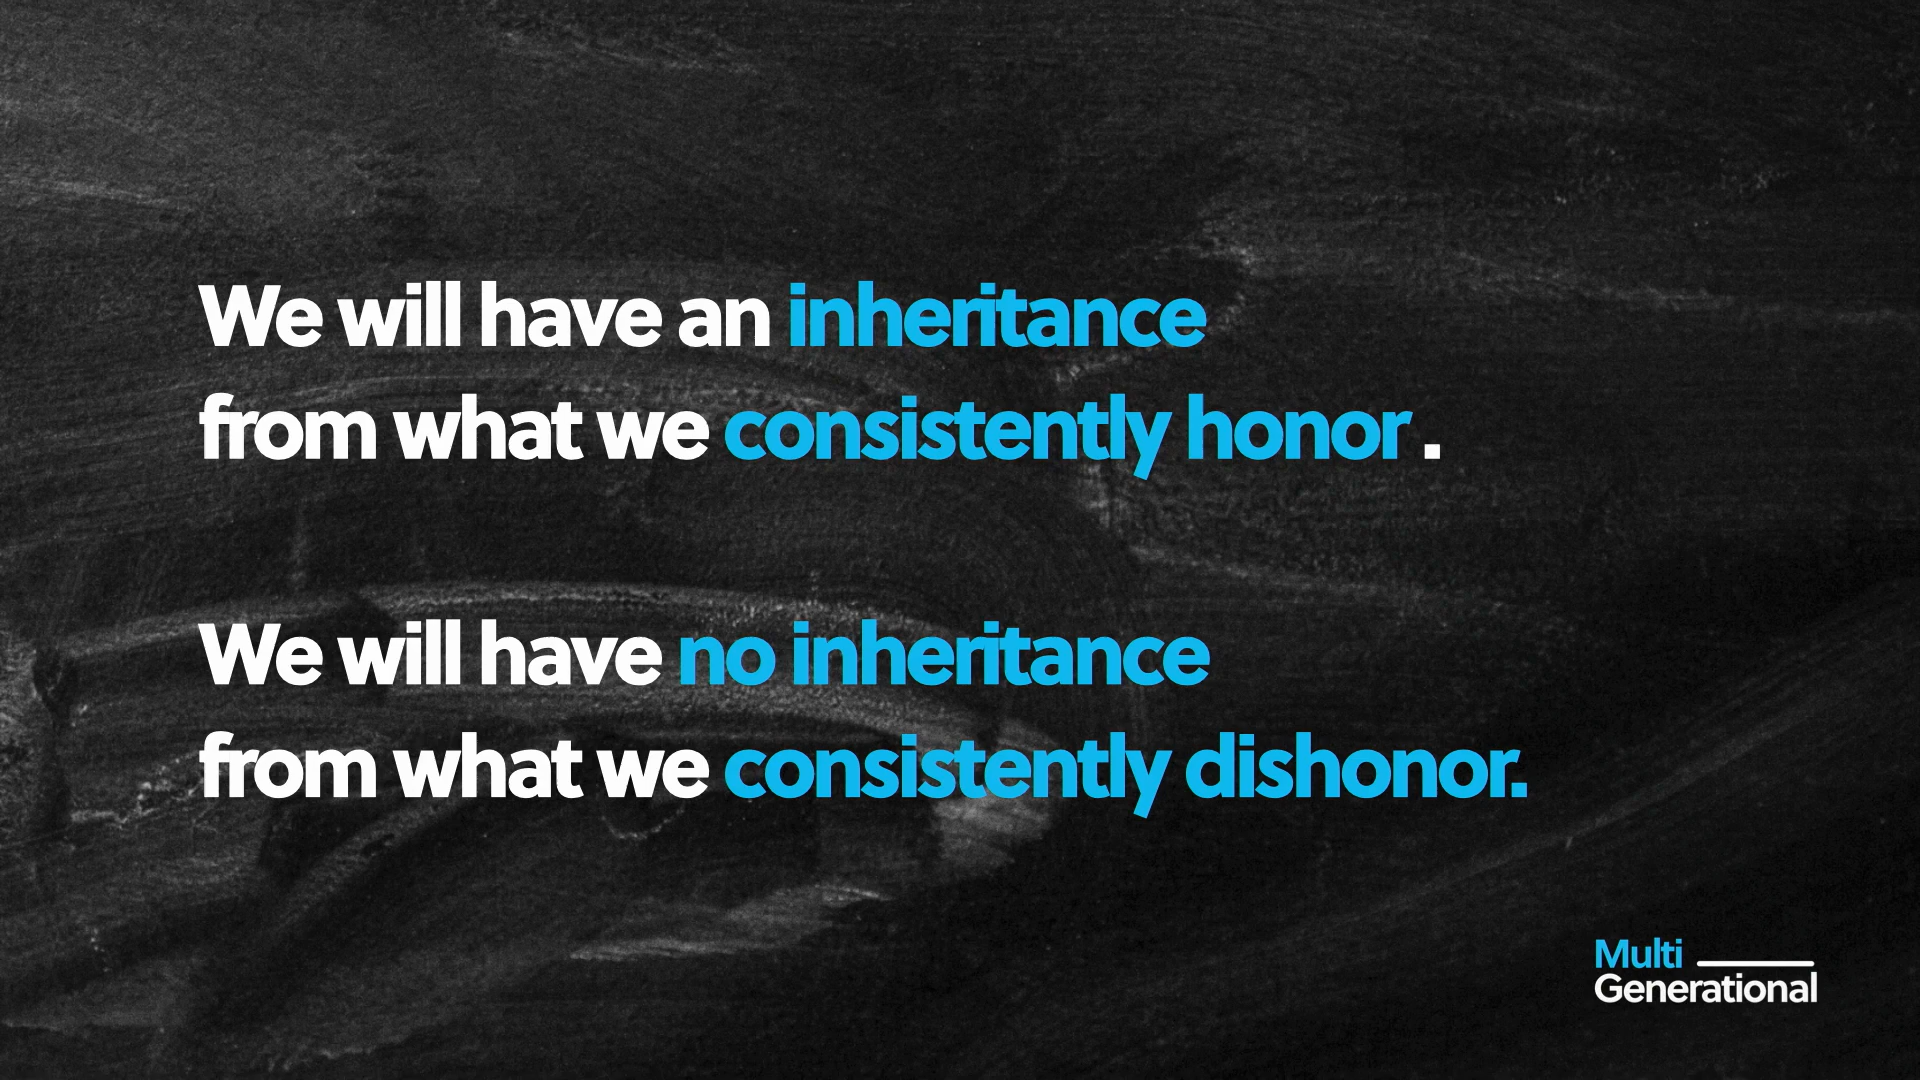 We will have an inheritance
from what we consistently honor .
We will have no inheritance
from what we consistently dishonor.
Multi
Generational